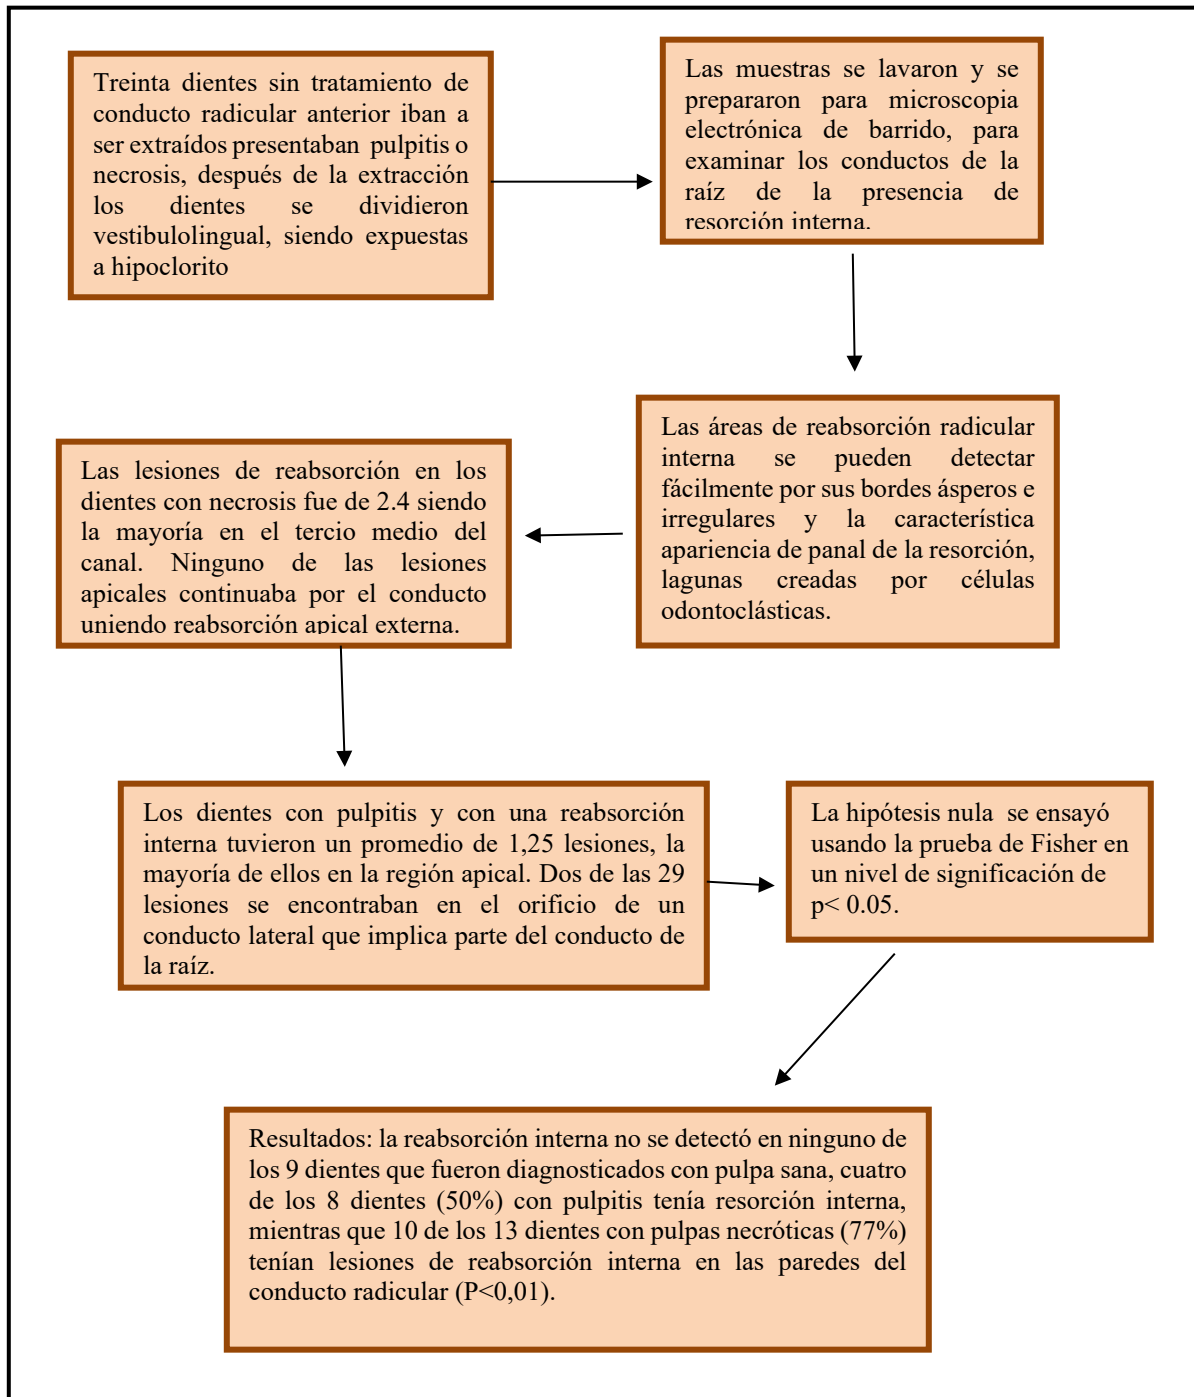 Treinta dientes sin tratamiento de
conducto radicular anterior iban a
ser extraídos presentaban pulpitis o
necrosis, después de la extracción
los dientes se dividieron
vestibulolingual, siendo expuestas
a hipoclorito
Las muestras se lavaron y se
prepararon para microscopia
electrónica de barrido, para
examinar los conductos de la
raíz de la presencia de
resorción interna.
Las áreas de reabsorción radicular
interna se pueden detectar
fácilmente por sus bordes ásperos e
irregulares y la característica
apariencia de panal de la resorción,
lagunas creadas por células
odontoclásticas.
Las lesiones de reabsorción en los
dientes con necrosis fue de 2.4 siendo
la mayoría en el tercio medio del
canal. Ninguno de las lesiones
apicales continuaba por el conducto
uniendo reabsorción apical externa.
Los dientes con pulpitis y con una reabsorción
interna tuvieron un promedio de 1,25 lesiones, la
mayoría de ellos en la región apical. Dos de las 29
lesiones se encontraban en el orificio de un
conducto lateral que implica parte del conducto de
la raíz.
La hipótesis nula se ensayó
usando la prueba de Fisher en
un nivel de significación de
p< 0.05.
Resultados: la reabsorción interna no se detectó en ninguno de
los 9 dientes que fueron diagnosticados con pulpa sana, cuatro
de los 8 dientes (50%) con pulpitis tenía resorción interna,
mientras que 10 de los 13 dientes con pulpas necróticas (77%)
tenían lesiones de reabsorción interna en las paredes del
conducto radicular (P<0,01).